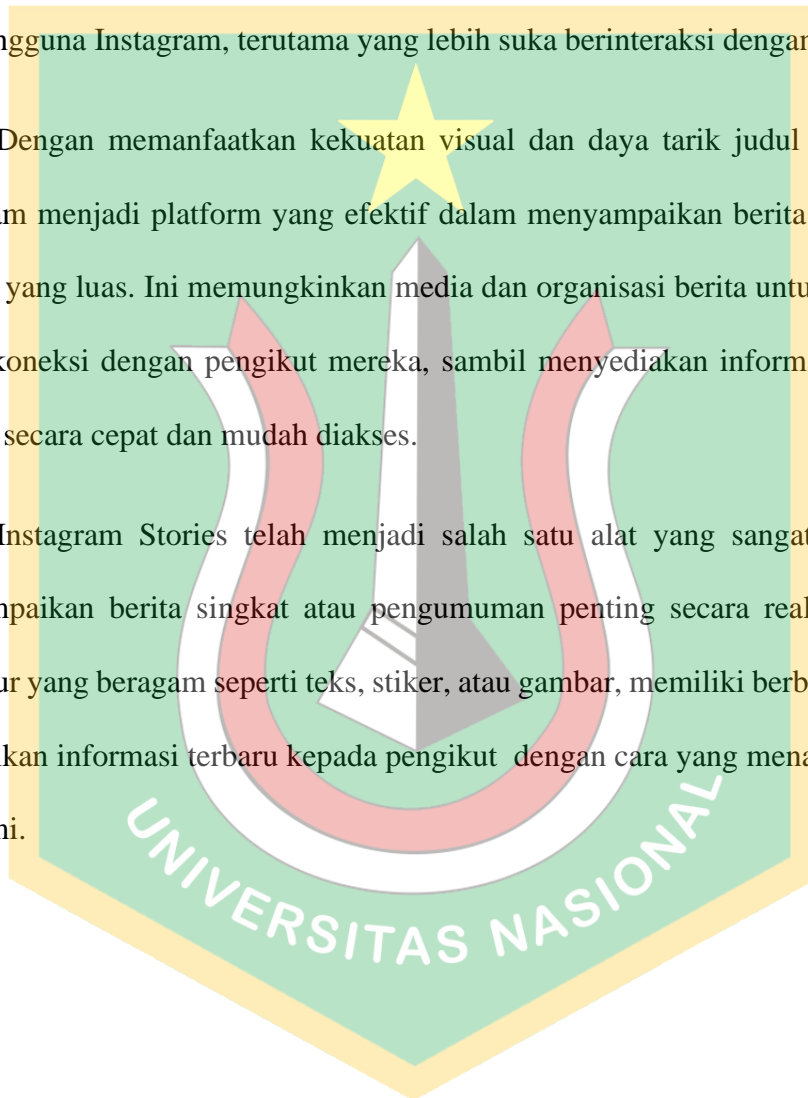 ngguna Instagram, terutama yang lebih suka berinteraksi dengan
Dengan memanfaatkan kekuatan visual dan daya tarik judul
am menjadi platform yang efektif dalam menyampaikan berita
yang luas. Ini memungkinkan media dan organisasi berita untu
koneksi dengan pengikut mereka, sambil menyediakan inform
secara cepat dan mudah diakses.
Instagram Stories telah menjadi salah satu alat yang sangat
npaikan berita singkat atau pengumuman penting secara real
ur yang beragam seperti teks, stiker, atau gambar, memiliki berb
ikan informasi terbaru kepada pengikut dengan cara yang mena
ni.
UNIVERSITAS NASIONAL